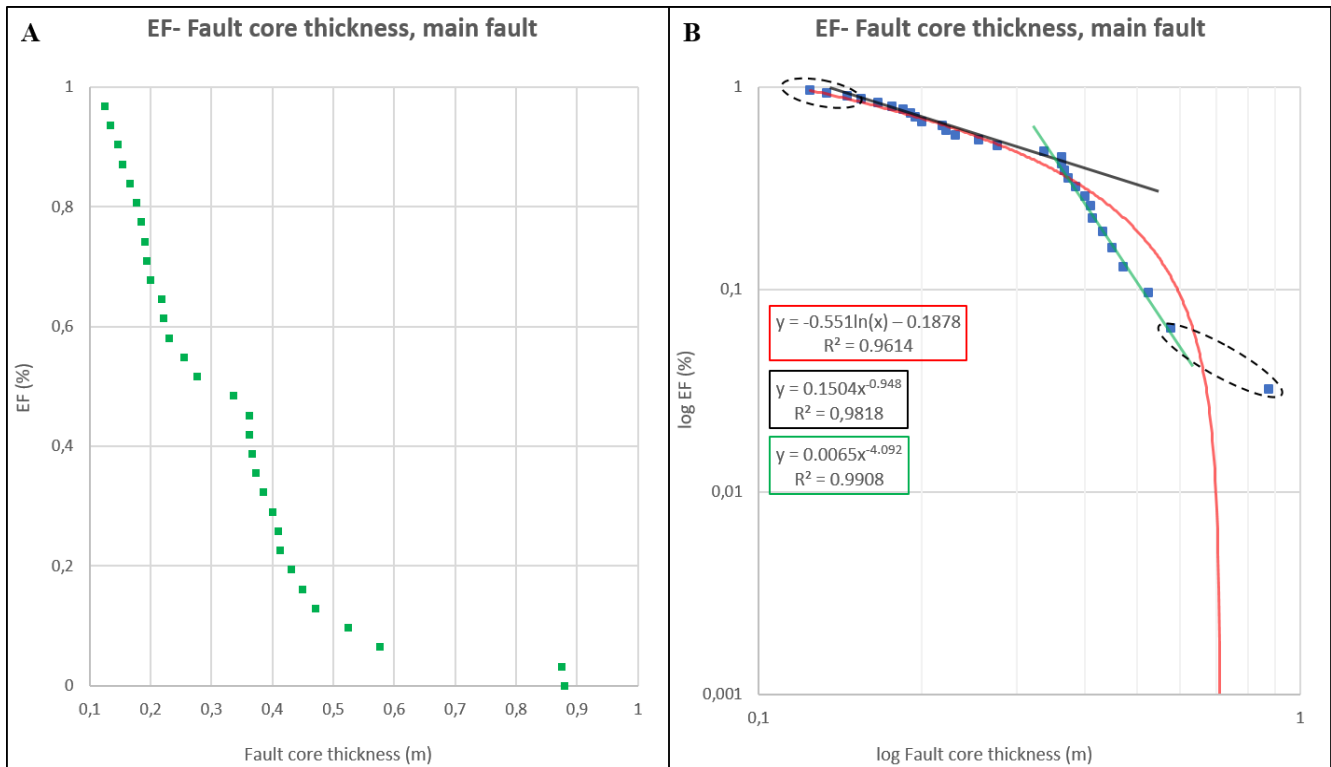 A
EF- Fault core thickness, main fault
EF (%)
1
0,8
0,6
0,4
0,2
0
0,1
0,2
0,3
0,4
0,5
0,6
0,7
0,8
0,9
1
Fault core thickness (m)
B
EF- Fault core thickness, main fault
log EF (%)
1
0,1
0,01
0,001
y = -0.551ln(x) – 0.1878
R² = 0.9614
y = 0.1504x⁻⁰·⁹⁴⁸
R² = 0,9818
y = 0.0065x⁻⁴·⁰⁹²
R² = 0.9908
0,1
1
log Fault core thickness (m)